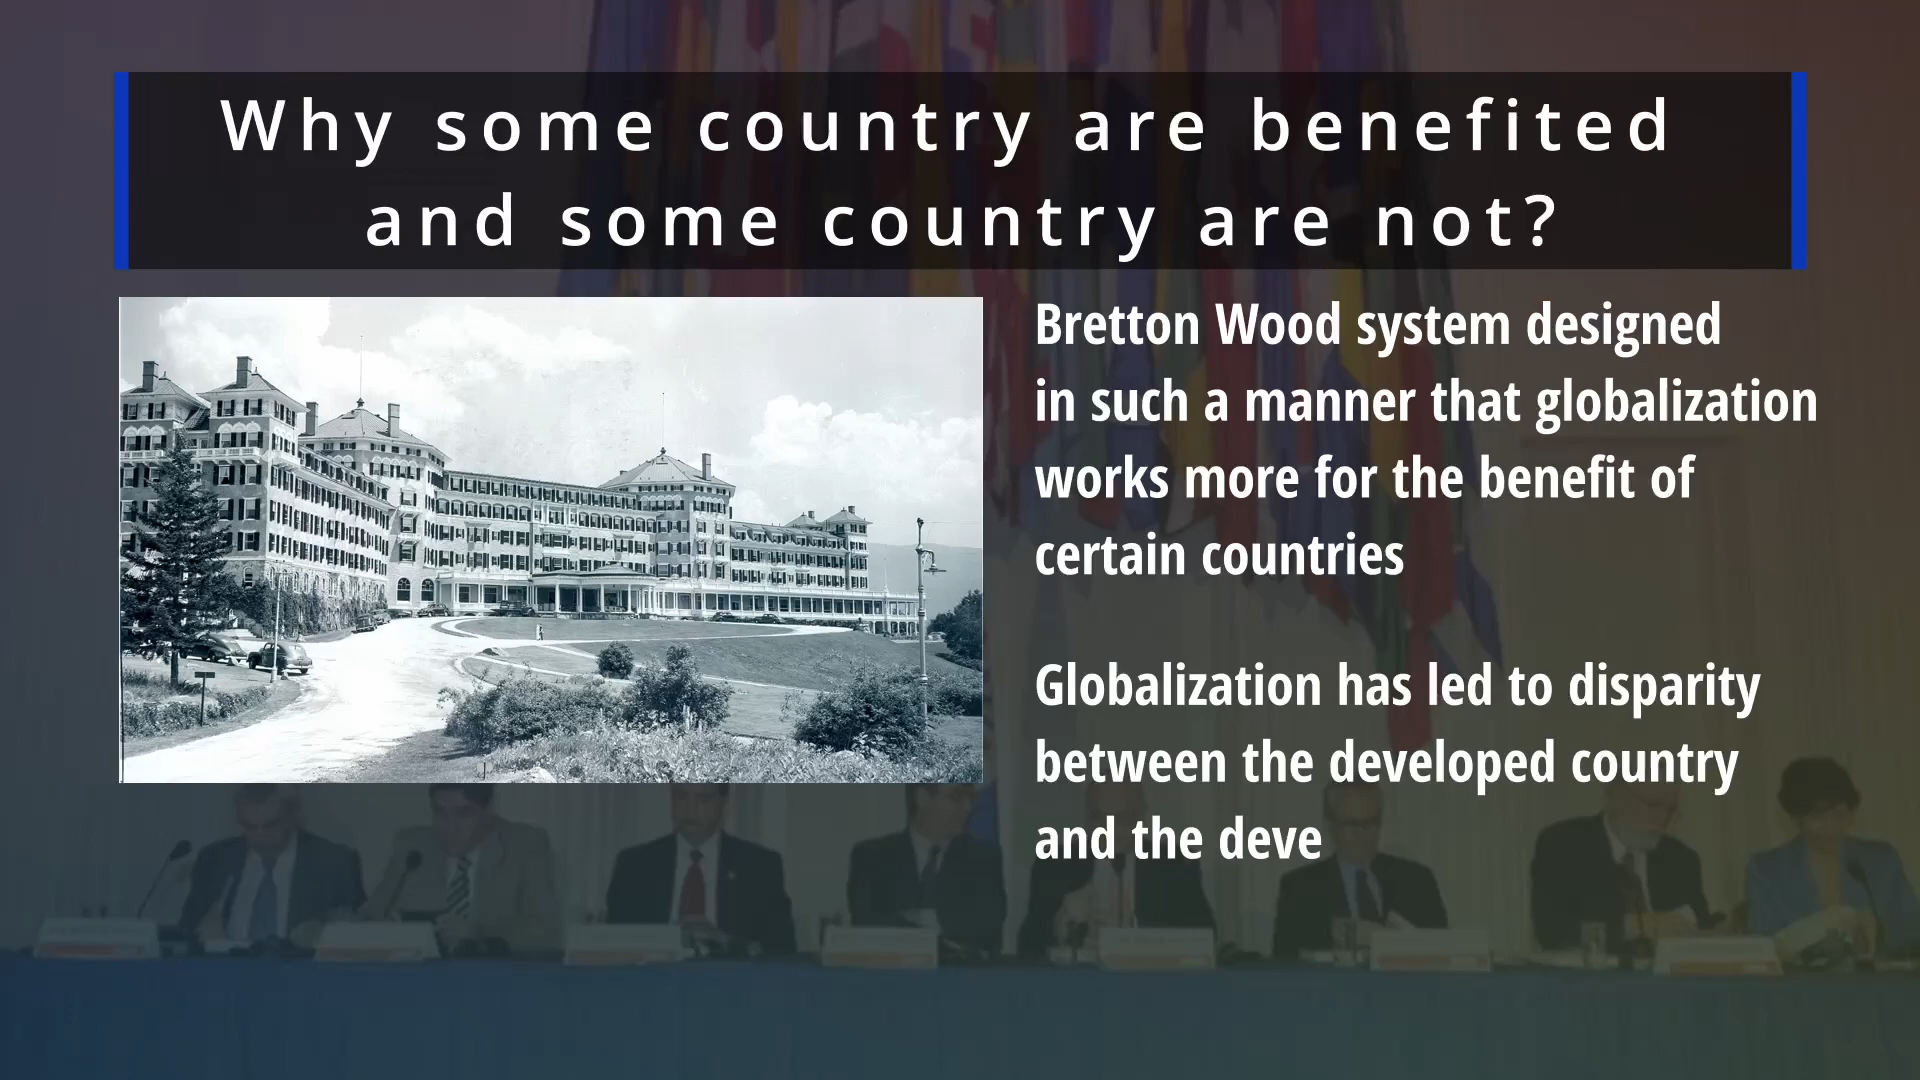 Why some country are benefited
and some country are not?
Bretton Wood system designed
in such a manner that globalization
works more for the benefit of
certain countries
Globalization has led to disparity
between the developed country
and the deve